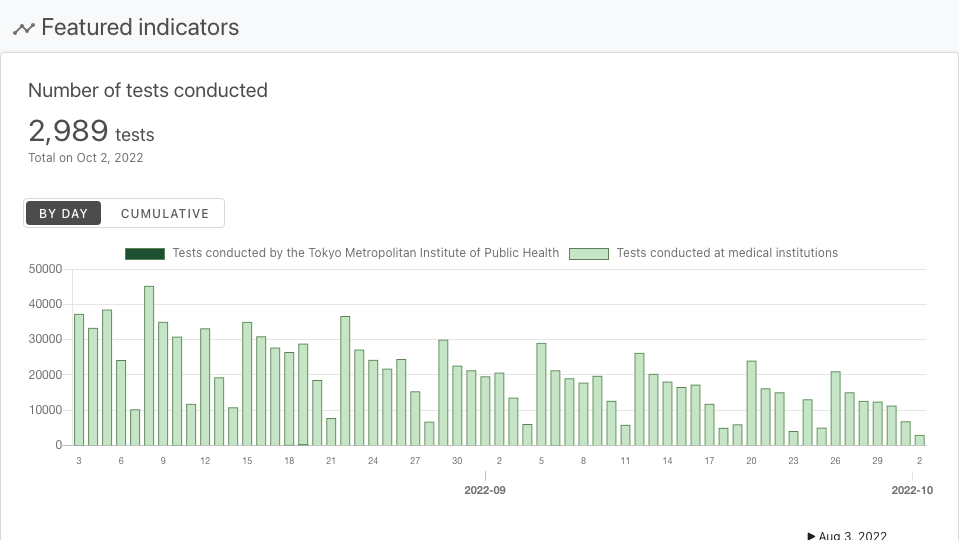 Featured indicators
Number of tests conducted
2,989 tests
Total on Oct 2, 2022
BY DAY CUMULATIVE
Tests conducted by the Tokyo Metropolitan Institute of Public Health Tests conducted at medical institutions
50000
40000
30000
20000
10000
0
3 6 9 12 15 18 21 24 27 30 2 5 8 11 14 17 20 23 26 29 2
2022-09 2022-10
Aug 3, 2022